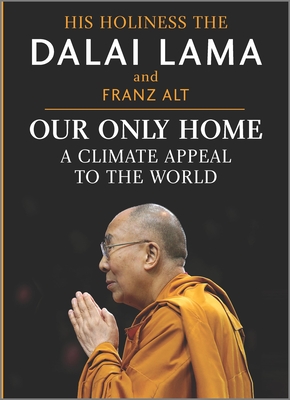 HIS HOLINESS THE
DALAI LAMA
and
FRANZ ALT
OUR ONLY HOME
A CLIMATE APPEAL
TO THE WORLD